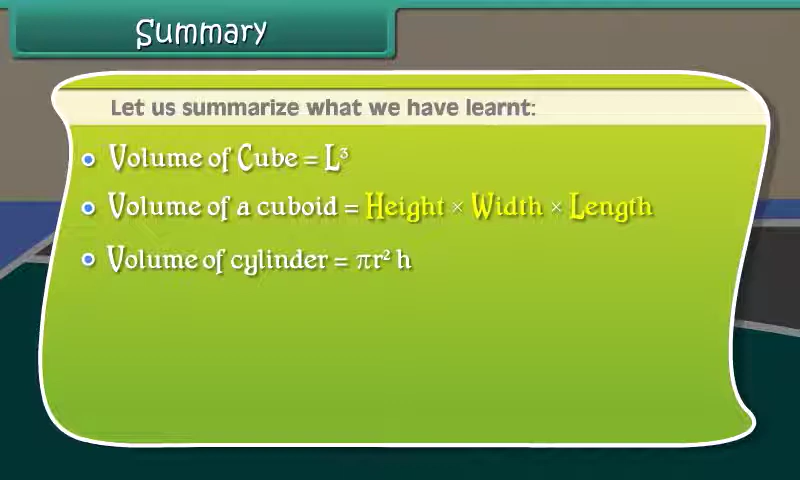 Summary
Let us summarize what we have learnt:
Volume of Cube = L³
Volume of a cuboid = Height × Width × Length
Volume of cylinder = πr² h